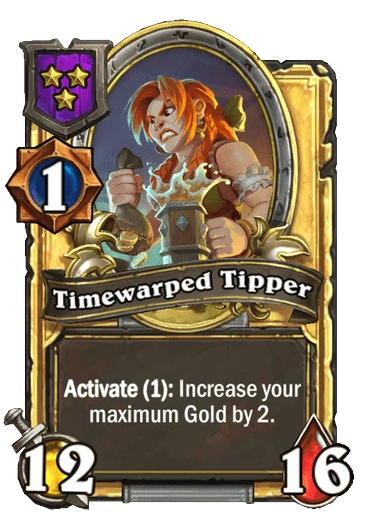 1
Timewarped Tipper
Activate (1): Increase your
maximum Gold by 2.
12
16